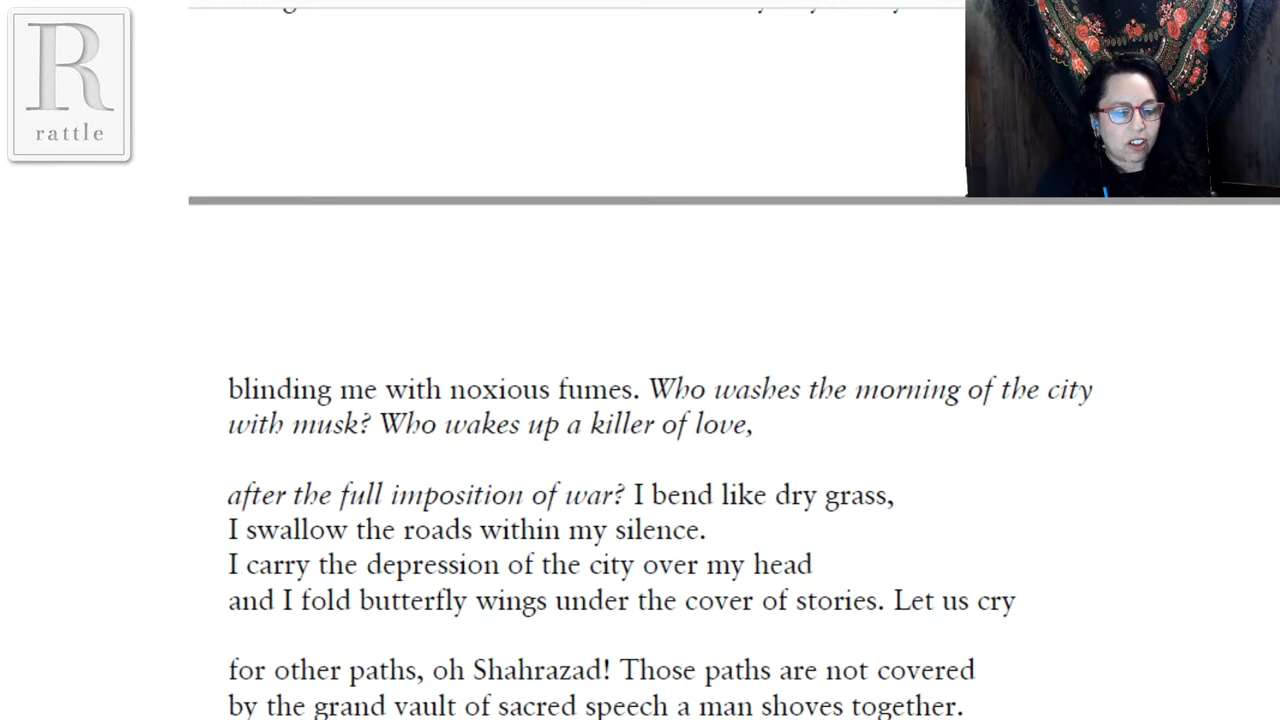 R
rattle
blinding me with noxious fumes. Who washes the morning of the city
with musk? Who wakes up a killer of love,
after the full imposition of war? I bend like dry grass,
I swallow the roads within my silence.
I carry the depression of the city over my head
and I fold butterfly wings under the cover of stories. Let us cry
for other paths, oh Shahrazad! Those paths are not covered
by the grand vault of sacred speech a man shoves together.